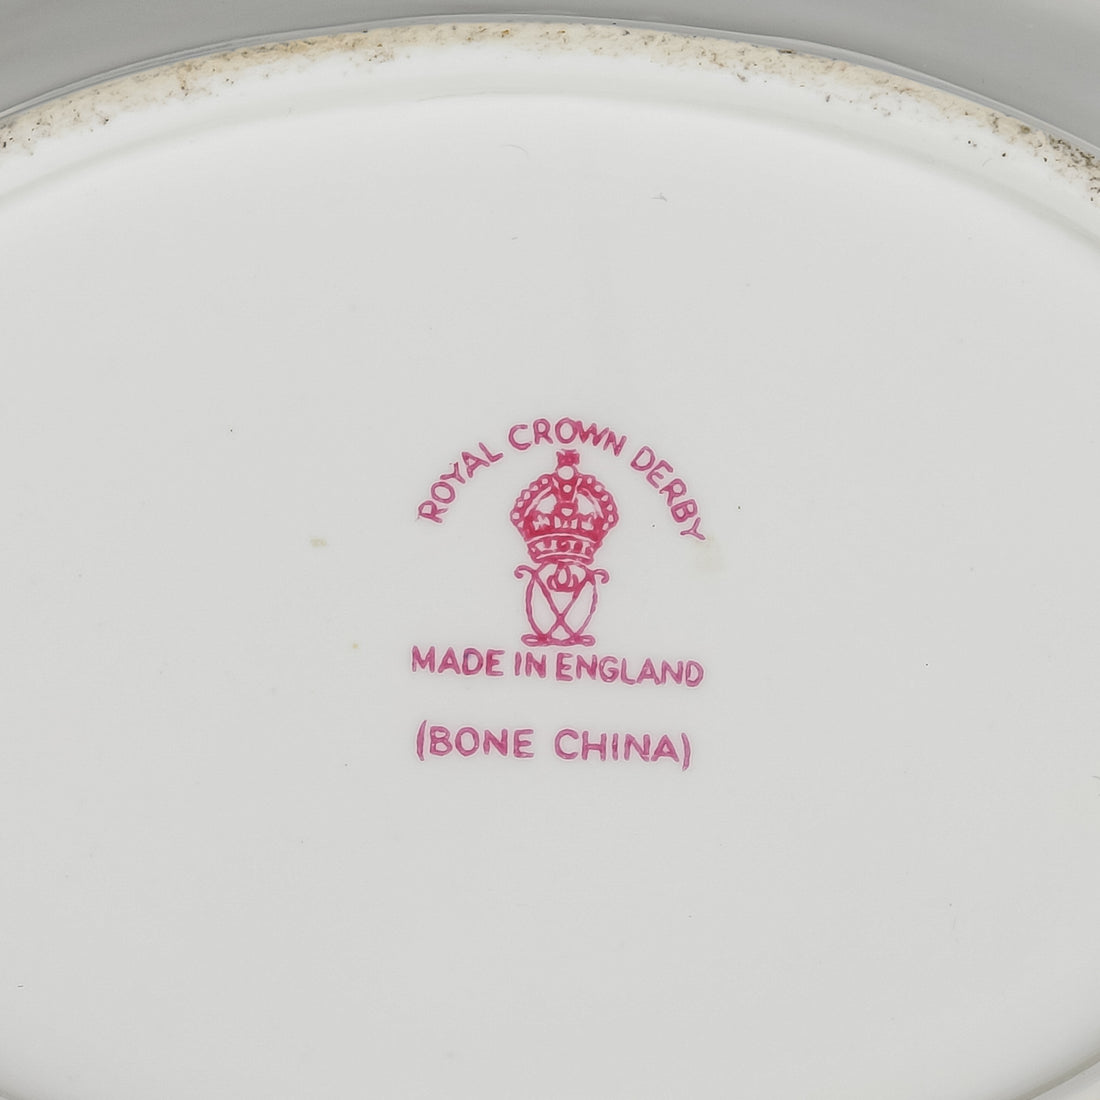 ROYAL CROWN DERBY
MADE IN ENGLAND
(BONE CHINA)